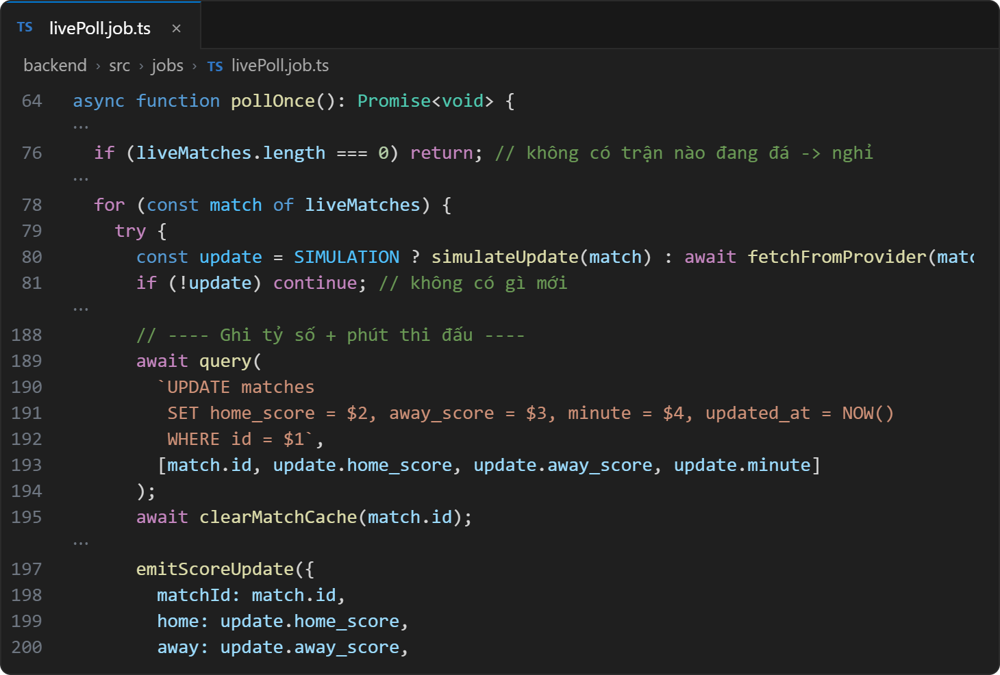 TS livePoll.job.ts ×
backend › src › jobs › TS livePoll.job.ts
64 async function pollOnce(): Promise<void> {
...
76 if (liveMatches.length === 0) return; // không có trận nào đang đá -> nghỉ
...
78 for (const match of liveMatches) {
79 try {
80 const update = SIMULATION ? simulateUpdate(match) : await fetchFromProvider(matc
81 if (!update) continue; // không có gì mới
...
188 // ---- Ghi tỷ số + phút thi đấu ----
189 await query(
190 `UPDATE matches
191 SET home_score = $2, away_score = $3, minute = $4, updated_at = NOW()
192 WHERE id = $1`,
193 [match.id, update.home_score, update.away_score, update.minute]
194 );
195 await clearMatchCache(match.id);
...
197 emitScoreUpdate({
198 matchId: match.id,
199 home: update.home_score,
200 away: update.away_score,